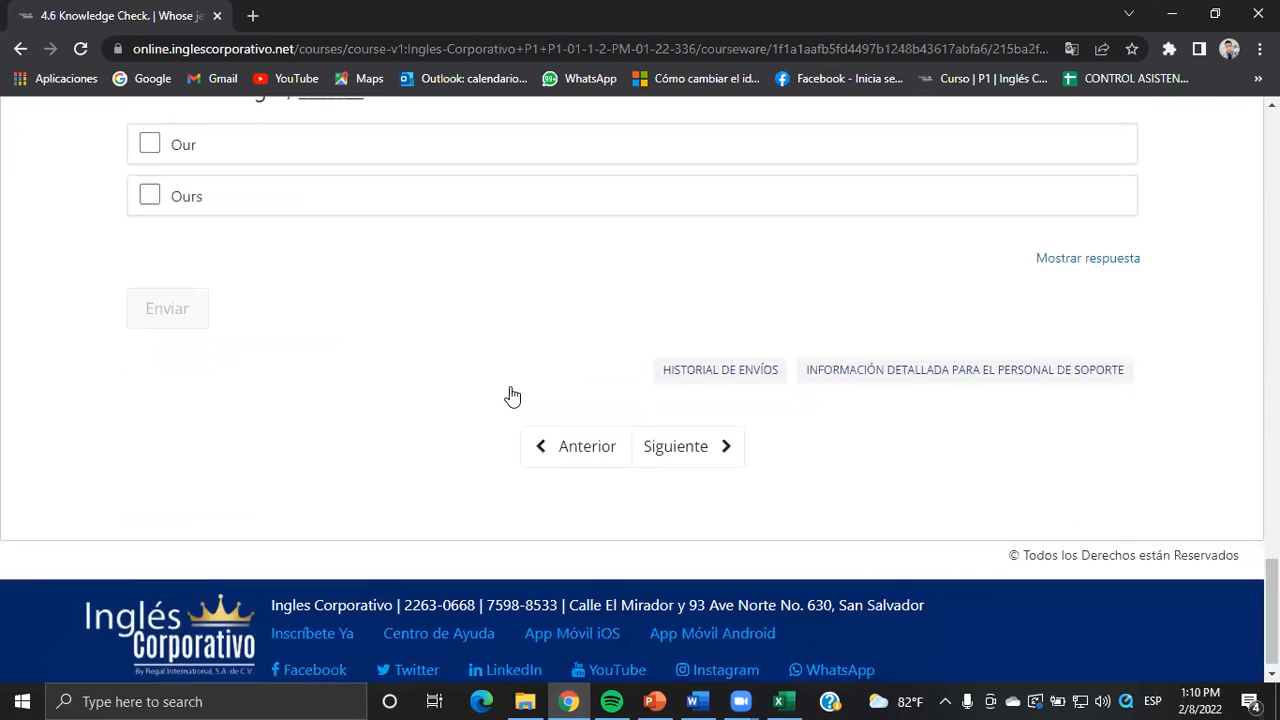 4.6 Knowledge Check. | Whose je
online.inglescorporativo.net/courses/course-v1:Ingles-Corporativo+P1+P1-01-1-2-PM-01-22-336/courseware/1f1a1aafb5fd4497b1248b43617abfa6/215ba2f...
Aplicaciones Google Gmail YouTube Maps Outlook: calendario... WhatsApp Cómo cambiar el id... Facebook - Inicia se... Curso | P1 | Inglés C... CONTROL ASISTEN... »
Our
Ours
Mostrar respuesta
Enviar
HISTORIAL DE ENVÍOS INFORMACIÓN DETALLADA PARA EL PERSONAL DE SOPORTE
Anterior Siguiente
© Todos los Derechos están Reservados
Inglés Corporativo
By Regal International, S.A. de C.V.
Ingles Corporativo | 2263-0668 | 7598-8533 | Calle El Mirador y 93 Ave Norte No. 630, San Salvador
Inscríbete Ya Centro de Ayuda App Móvil iOS App Móvil Android
Facebook Twitter LinkedIn YouTube Instagram WhatsApp
Type here to search
82°F ESP 1:10 PM
2/8/2022 4